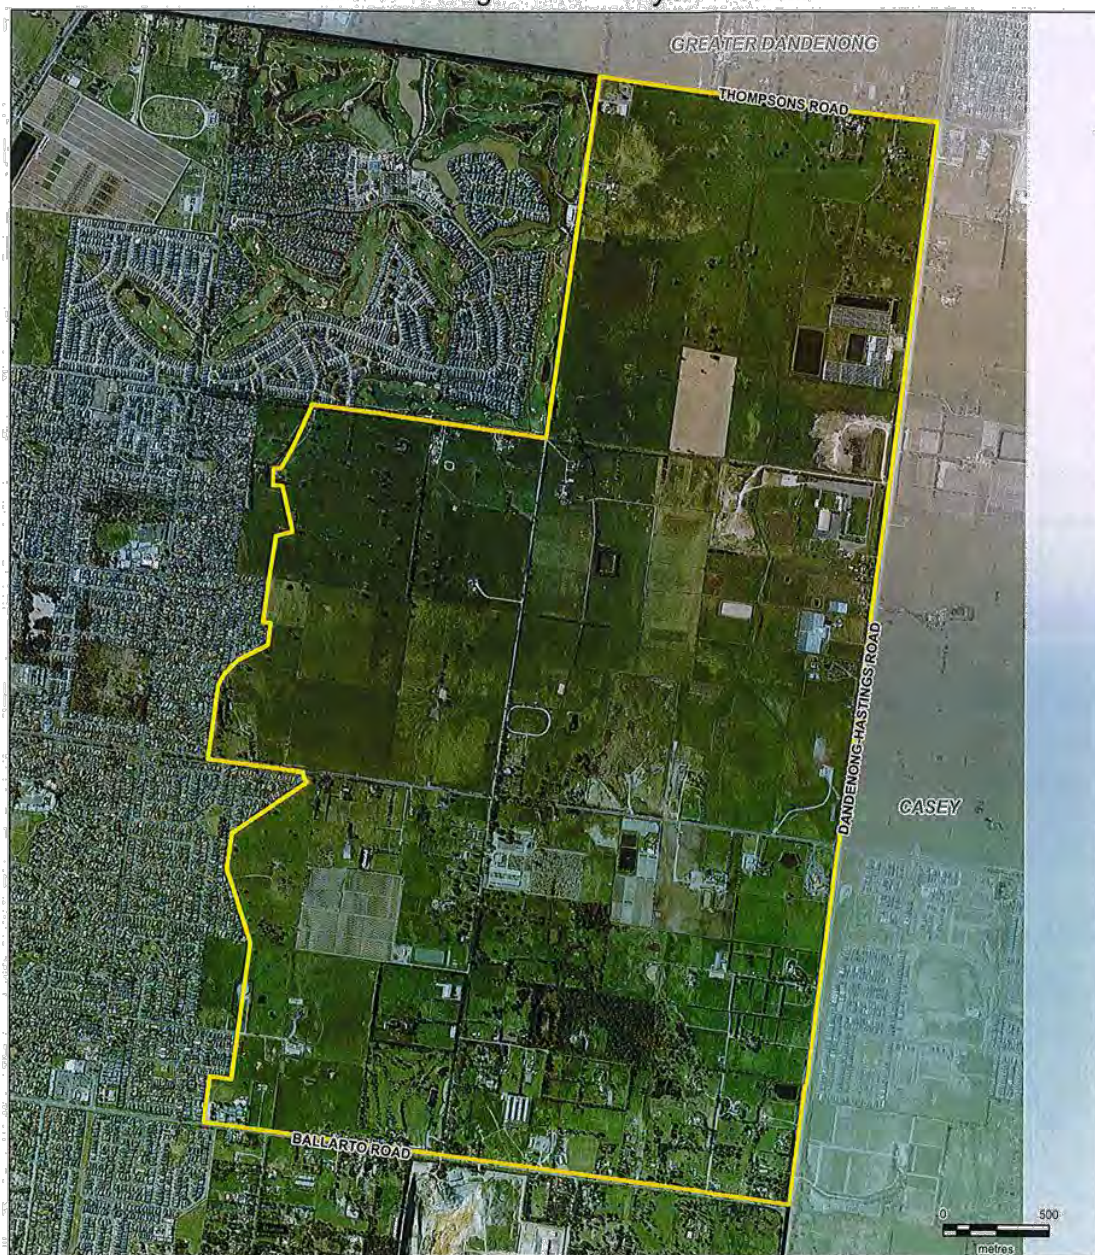 GREATER DANDENONG
THOMPSONS ROAD
DANDENONG-HASTINGS ROAD
CASEY
BALLARTO ROAD
0 500
metres